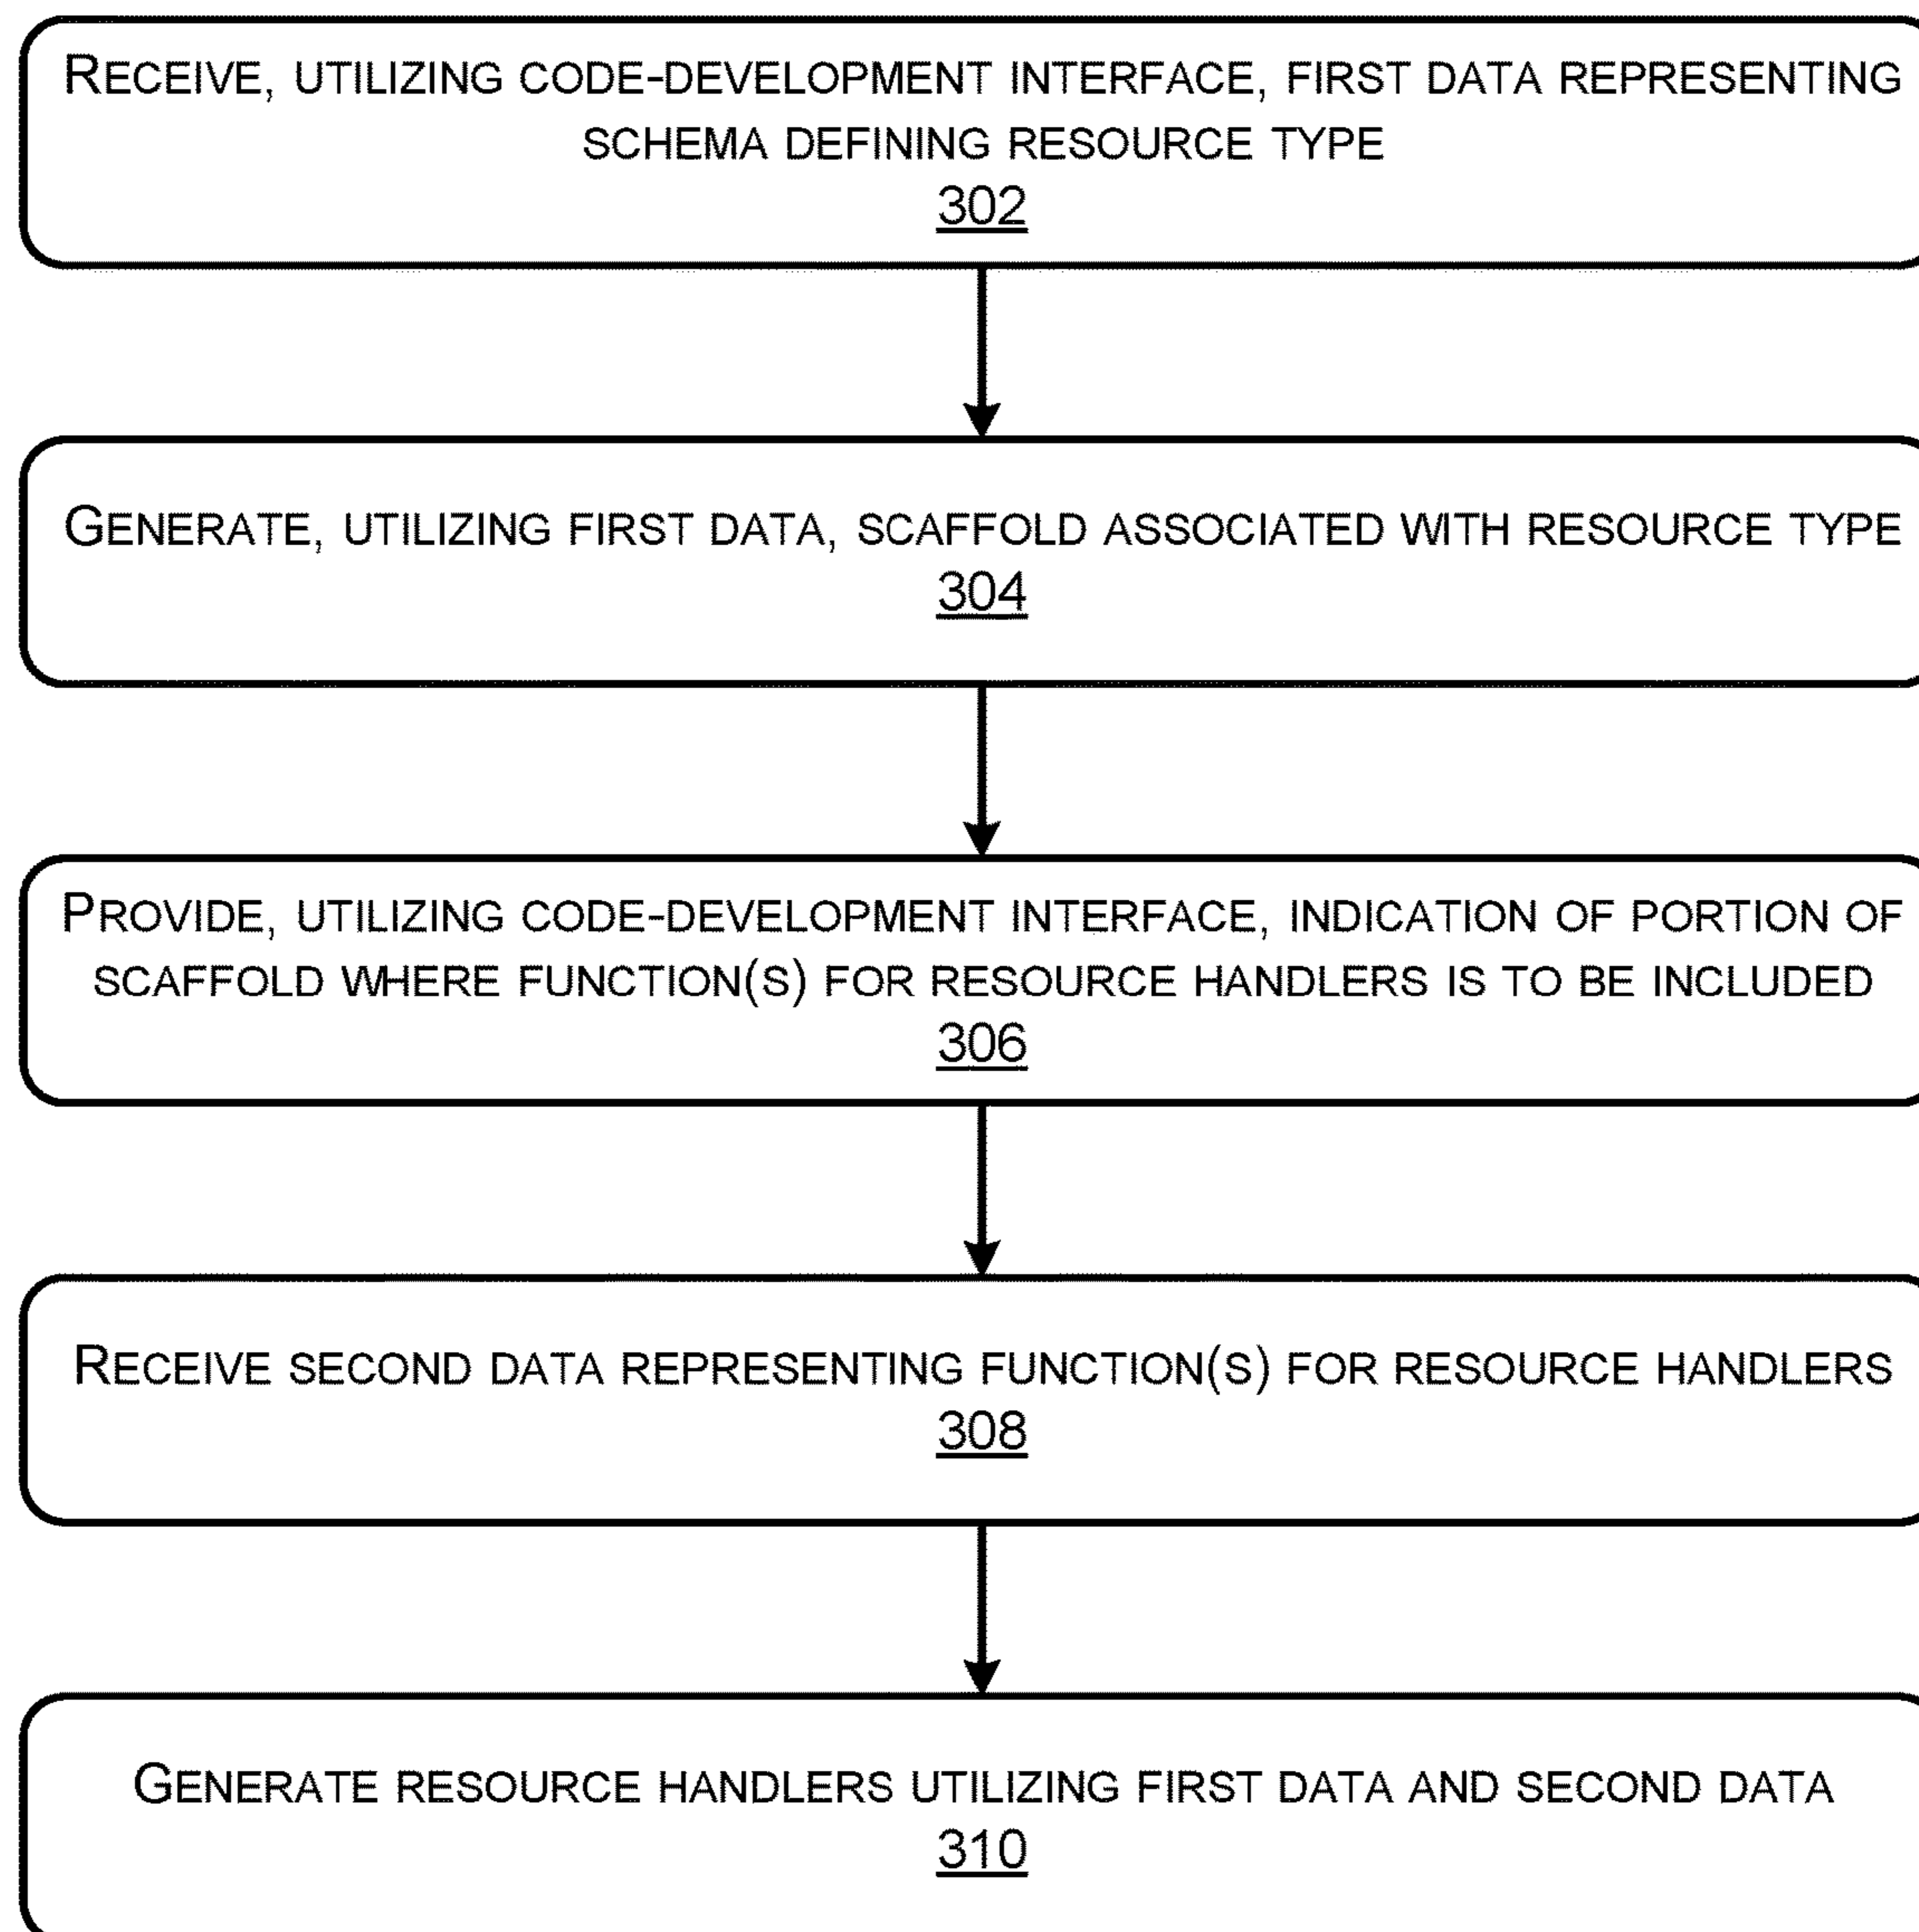 RECEIVE, UTILIZING CODE-DEVELOPMENT INTERFACE, FIRST DATA REPRESENTING
SCHEMA DEFINING RESOURCE TYPE
302
GENERATE, UTILIZING FIRST DATA, SCAFFOLD ASSOCIATED WITH RESOURCE TYPE
304
PROVIDE, UTILIZING CODE-DEVELOPMENT INTERFACE, INDICATION OF PORTION OF
SCAFFOLD WHERE FUNCTION(S) FOR RESOURCE HANDLERS IS TO BE INCLUDED
306
RECEIVE SECOND DATA REPRESENTING FUNCTION(S) FOR RESOURCE HANDLERS
308
GENERATE RESOURCE HANDLERS UTILIZING FIRST DATA AND SECOND DATA
310